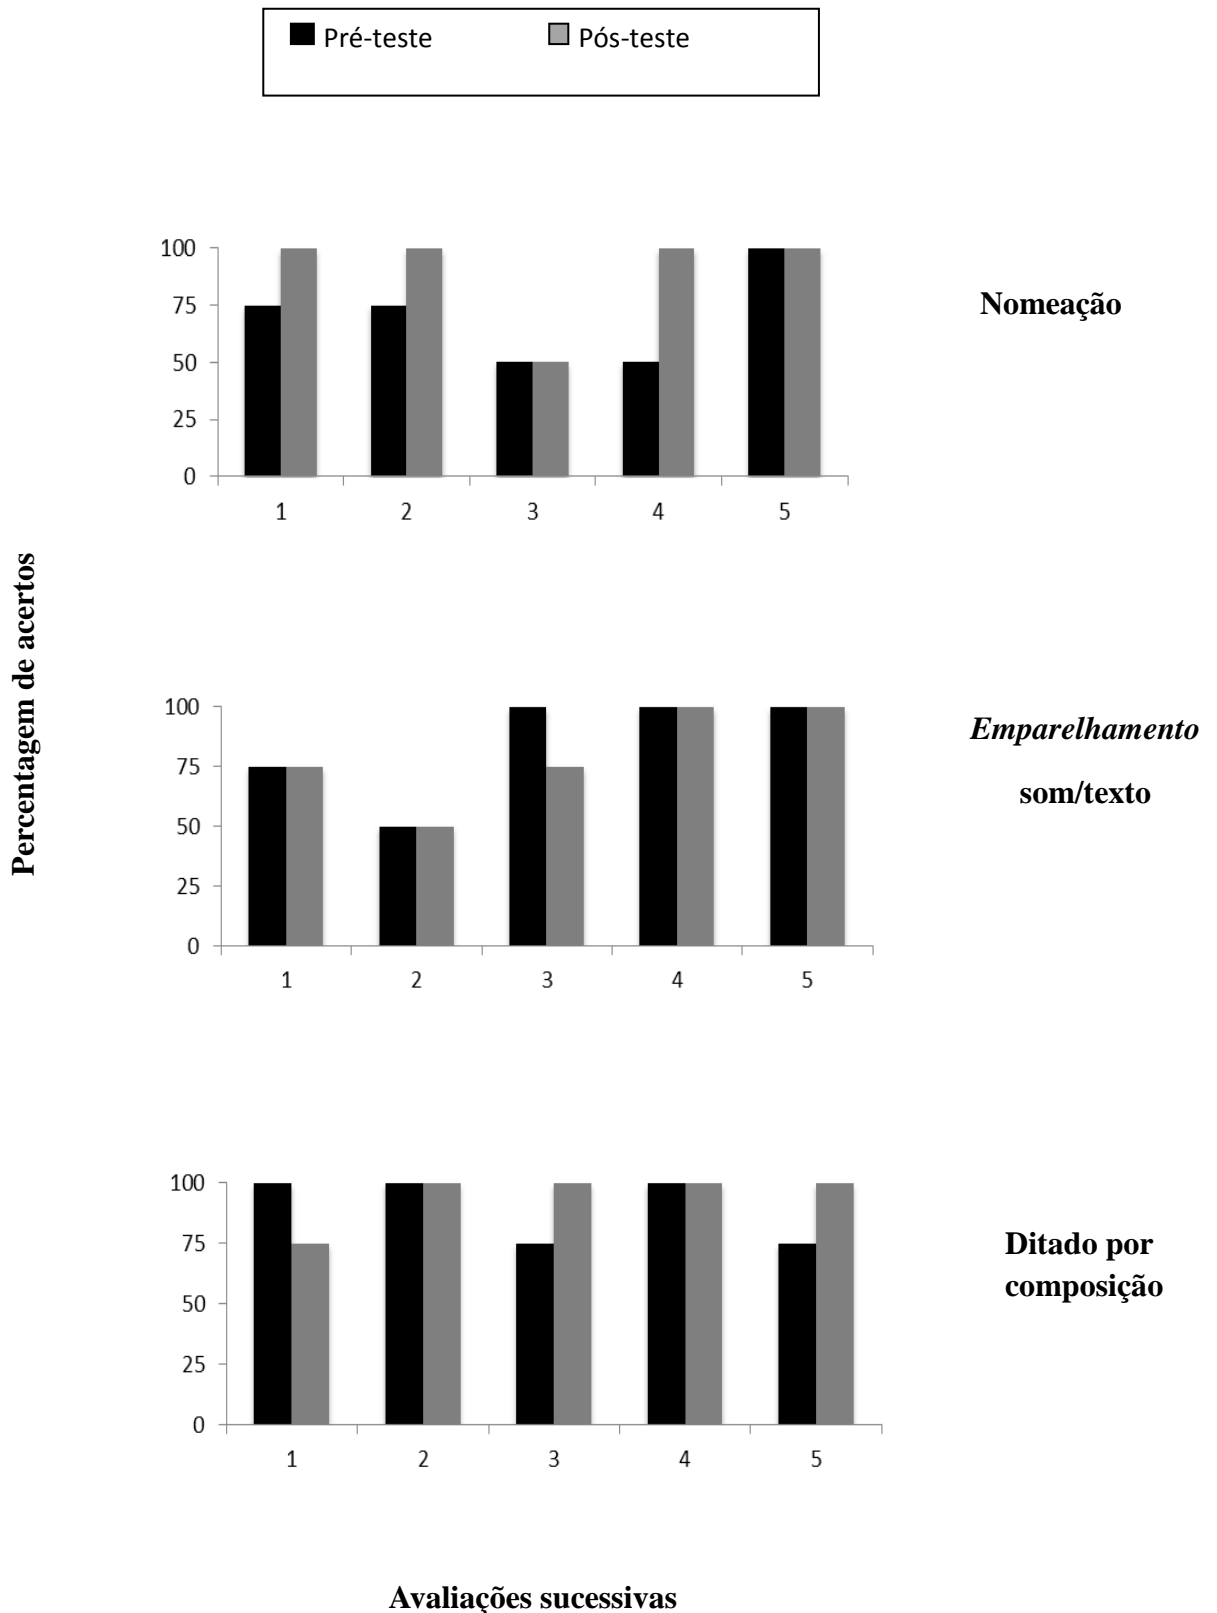 Pré-teste Pós-teste
100
75
50
25
0
1 2 3 4 5
Nomeação
Percentagem de acertos
100
75
50
25
0
1 2 3 4 5
Emparelhamento
som/texto
100
75
50
25
0
1 2 3 4 5
Ditado por
composição
Avaliações sucessivas